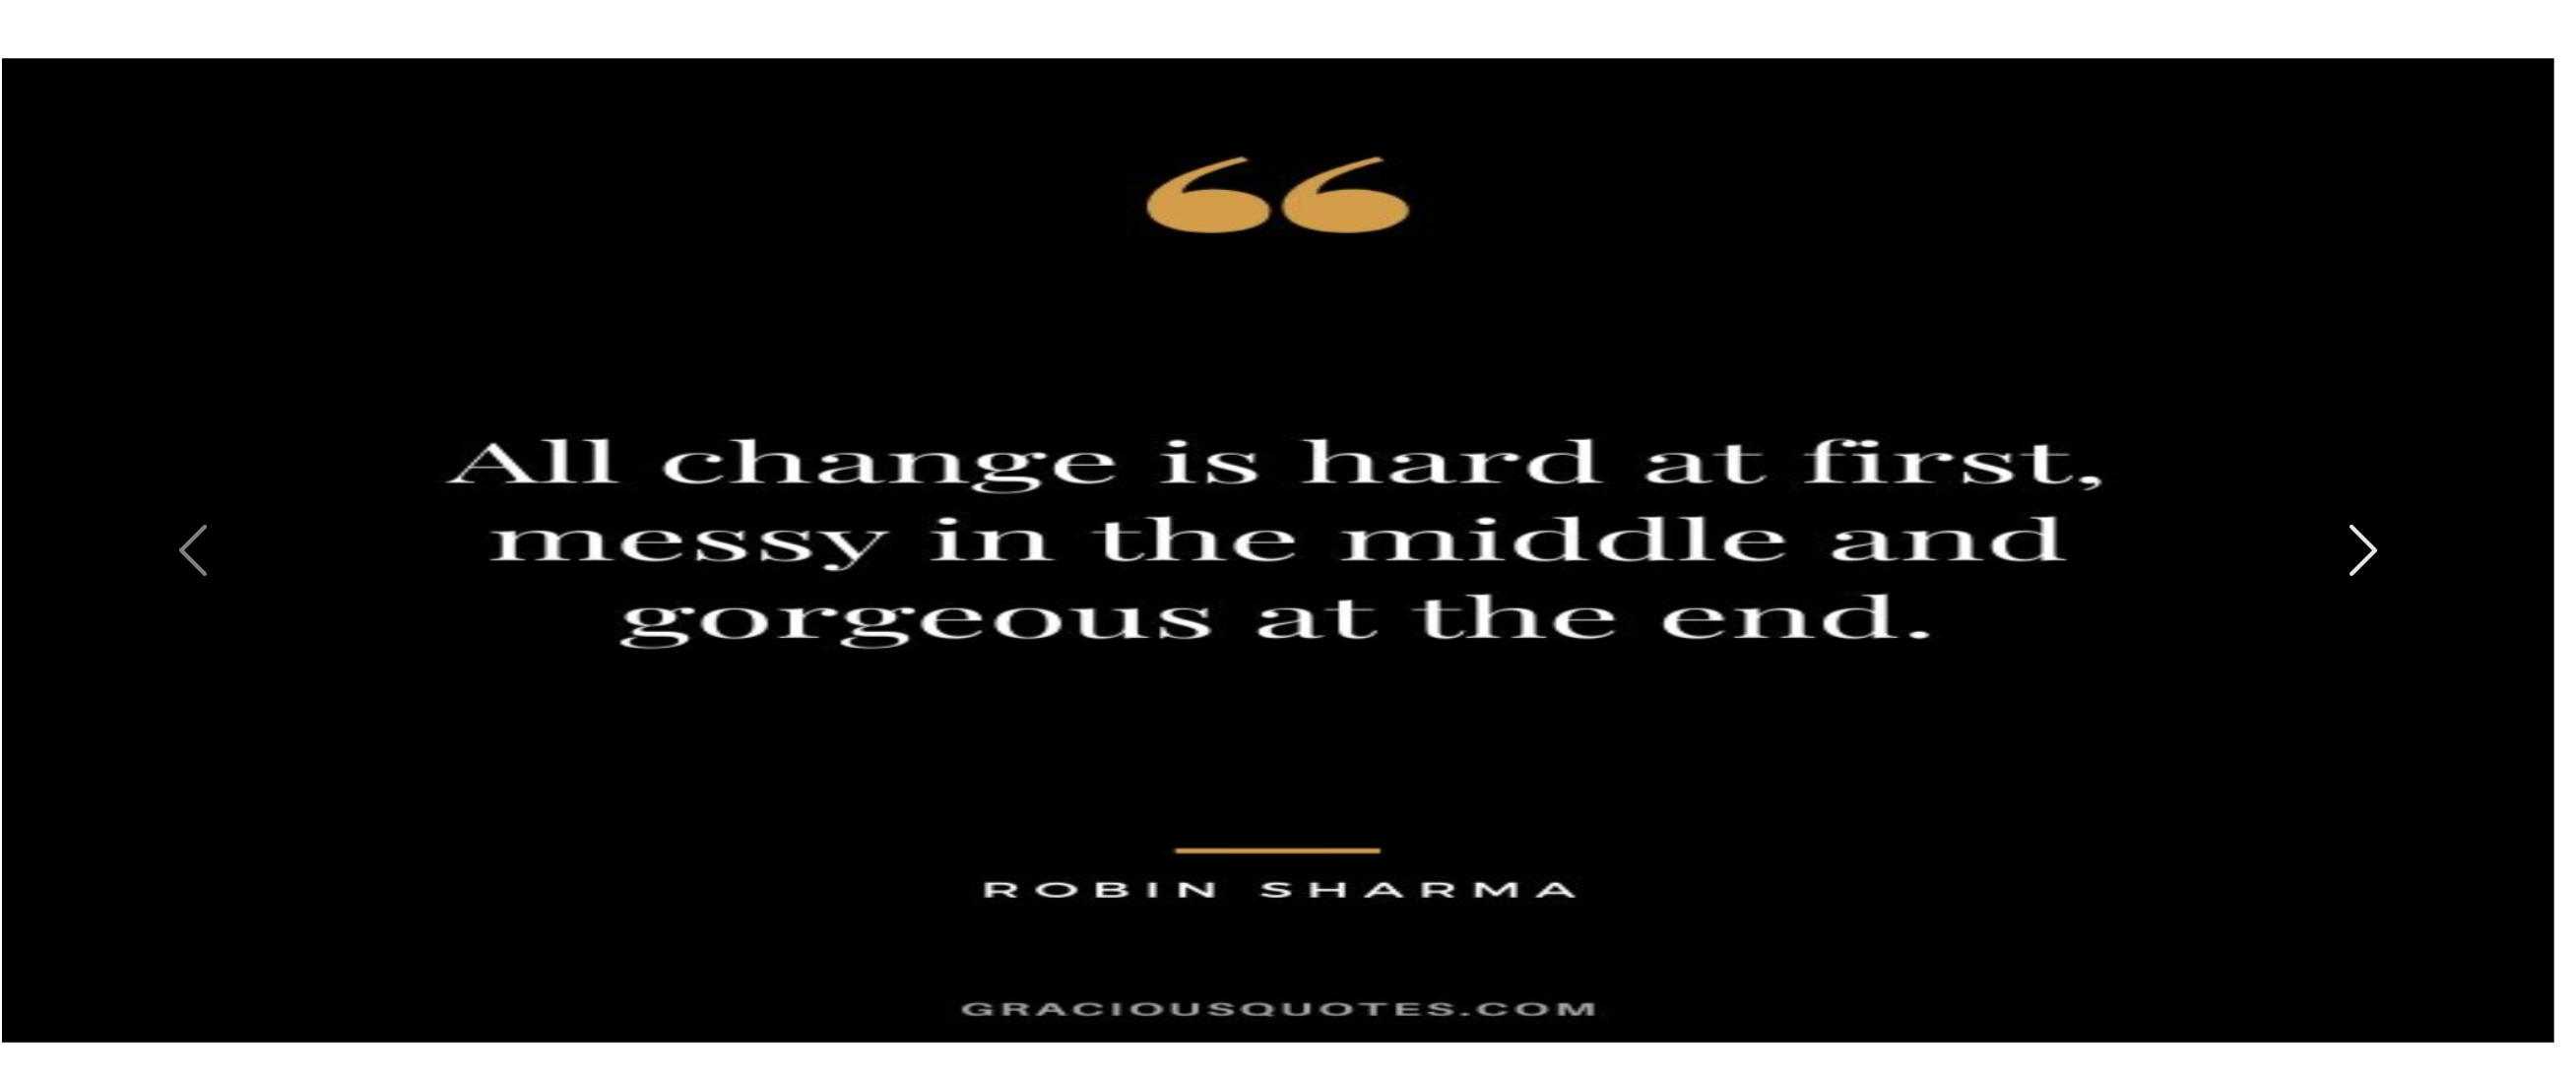 “
All change is hard at first,
messy in the middle and
gorgeous at the end.
ROBIN SHARMA
GRACIOUSQUOTES.COM